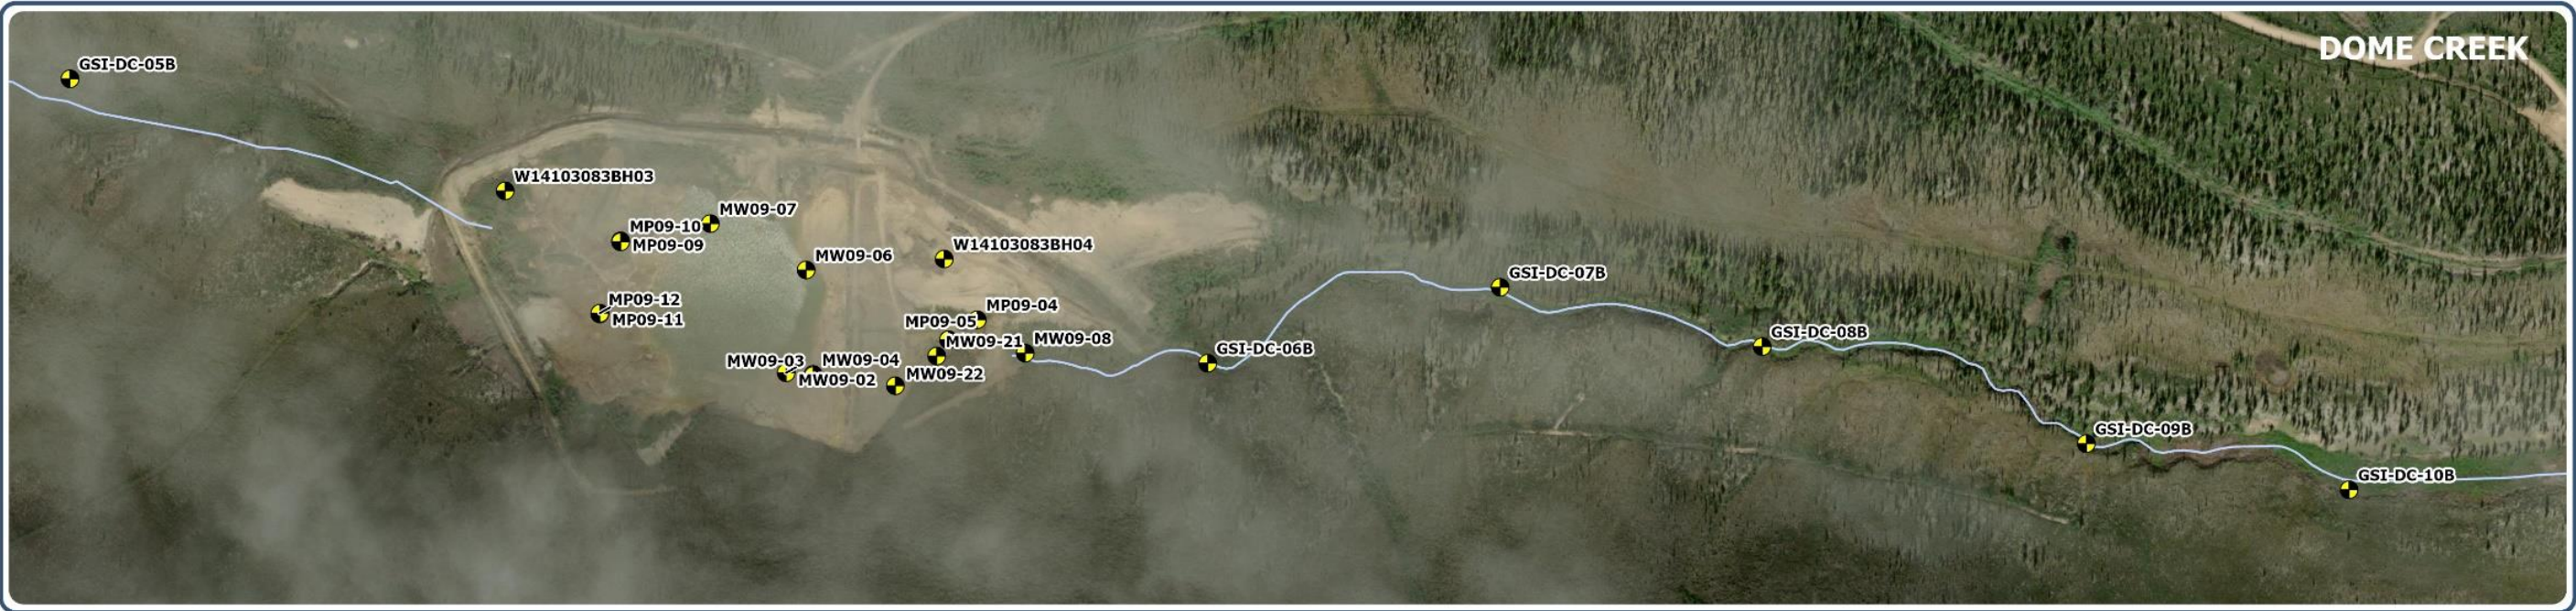 DOME CREEK
GSI-DC-05B
W14103083BH03
MW09-07
MP09-10
MP09-09
MW09-06
W14103083BH04
MP09-12
MP09-11
MP09-04
MP09-05
MW09-21
MW09-08
MW09-03
MW09-04
MW09-02
MW09-22
GSI-DC-06B
GSI-DC-07B
GSI-DC-08B
GSI-DC-09B
GSI-DC-10B